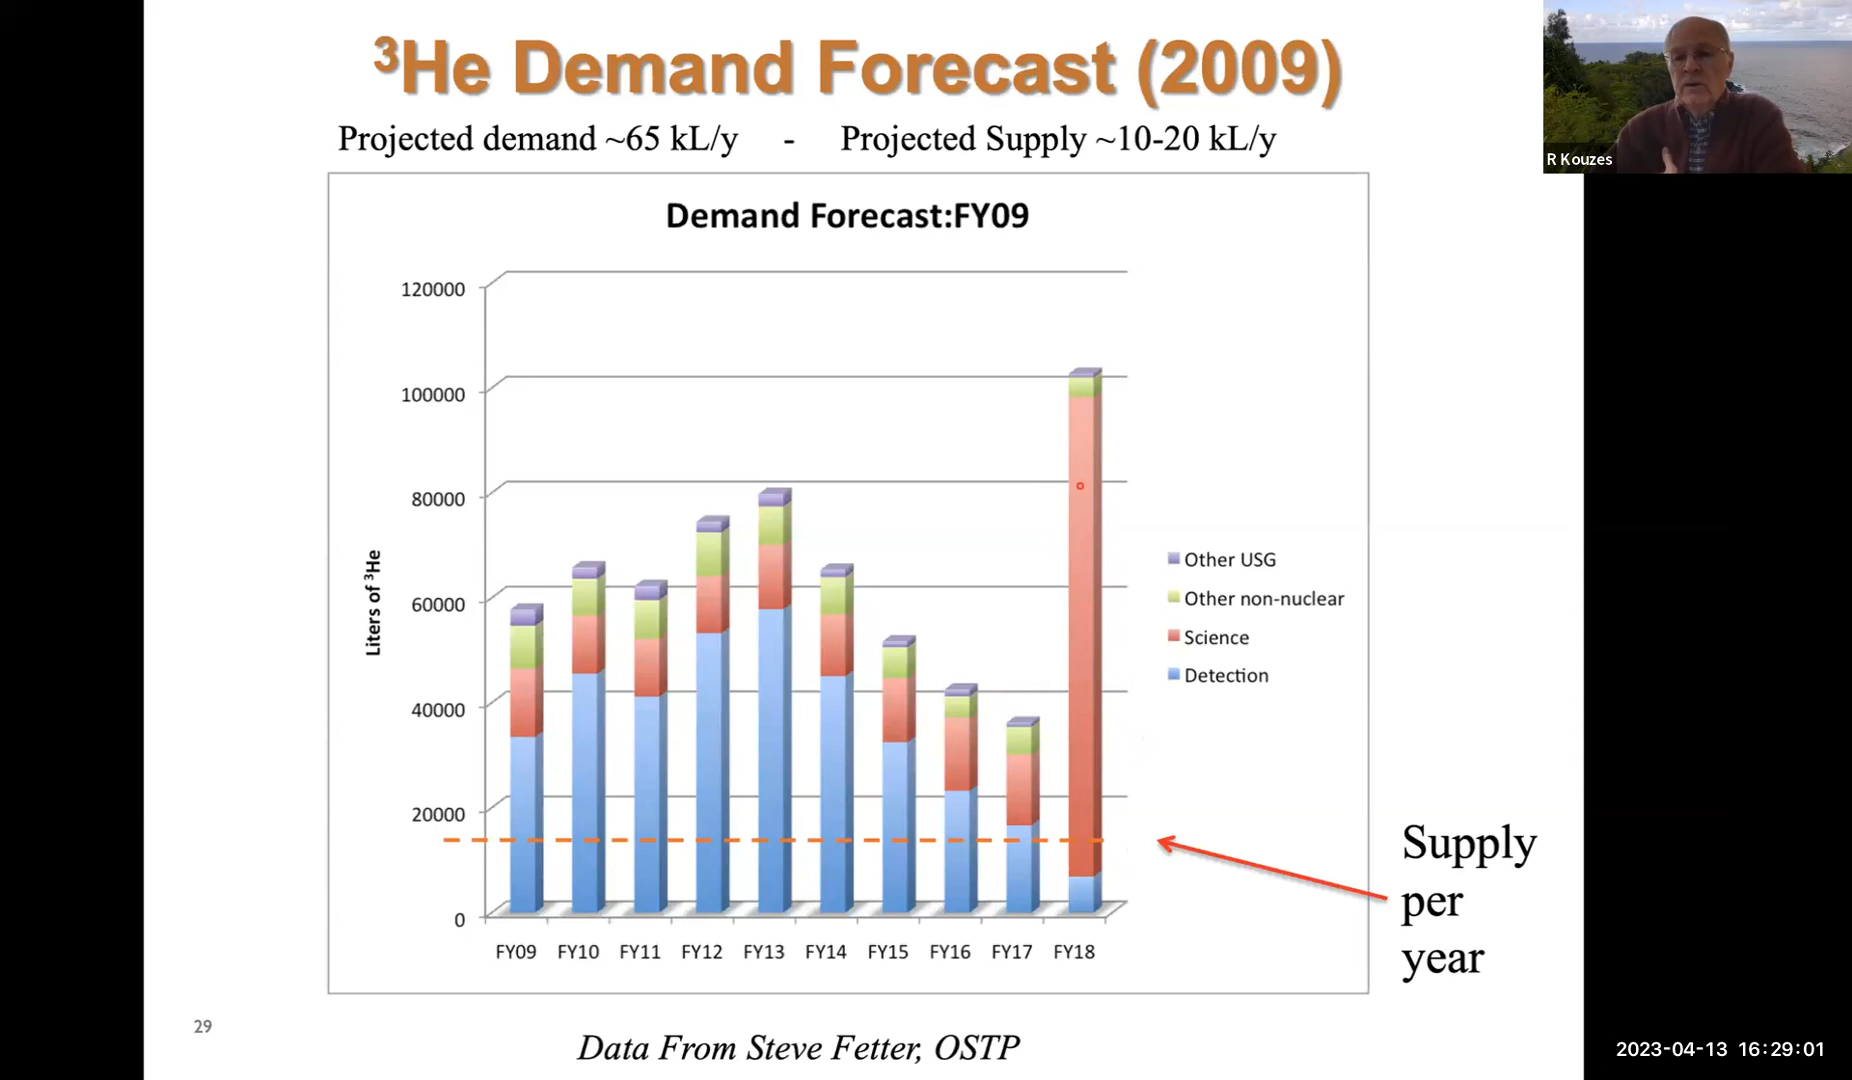 ³He Demand Forecast (2009)
Projected demand ~65 kL/y - Projected Supply ~10-20 kL/y
R Kouzes
Demand Forecast:FY09
120000
100000
80000
60000
40000
20000
0
Liters of ³He
FY09 FY10 FY11 FY12 FY13 FY14 FY15 FY16 FY17 FY18
Other USG
Other non-nuclear
Science
Detection
Supply
per
year
29
Data From Steve Fetter, OSTP
2023-04-13 16:29:01